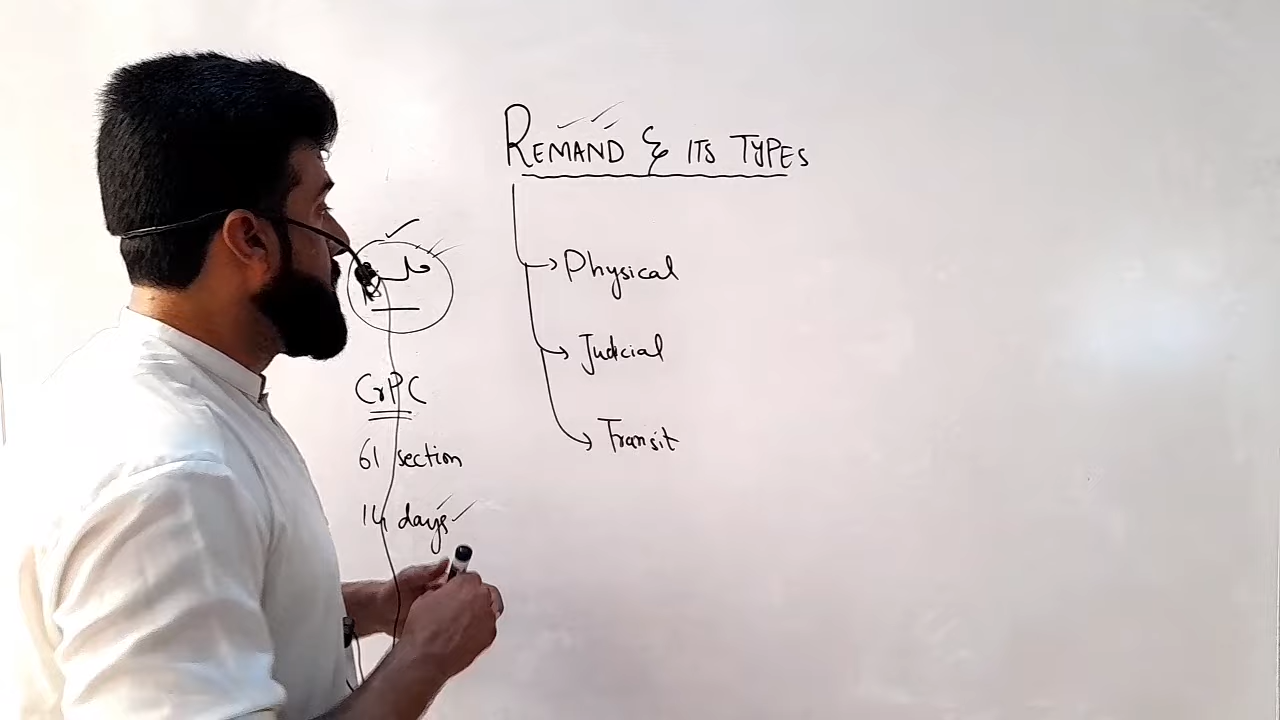 REMAND & ITS TYPES
Physical
Judicial
Transit
CrPC
61 section
14 days